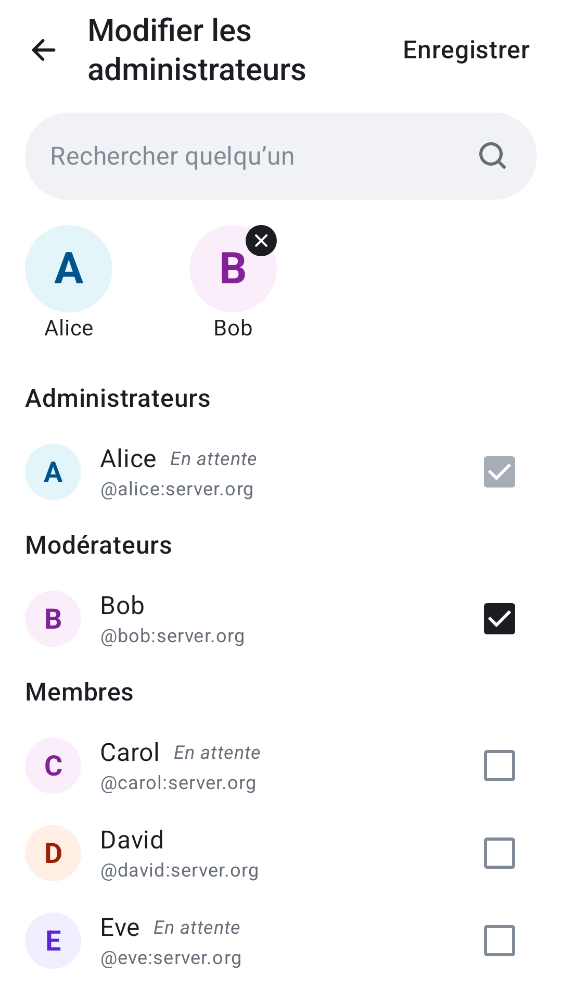 Modifier les
administrateurs
Enregistrer
Rechercher quelqu’un
A
B
Alice
Bob
Administrateurs
A
Alice En attente
@alice:server.org
Modérateurs
B
Bob
@bob:server.org
Membres
C
Carol En attente
@carol:server.org
D
David
@david:server.org
E
Eve En attente
@eve:server.org